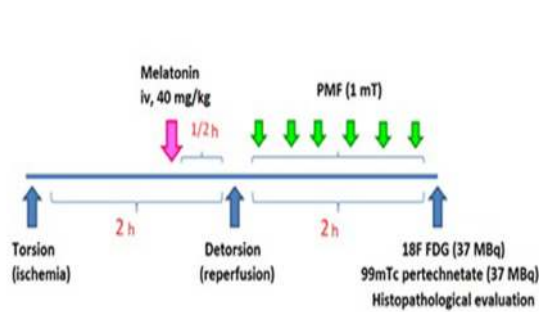 Melatonin
iv, 40 mg/kg
PMF (1 mT)
1/2 h
2 h
2 h
Torsion
(ischemia)
Detorsion
(reperfusion)
18F FDG (37 MBq)
99mTc pertechnetate (37 MBq)
Histopathological evaluation